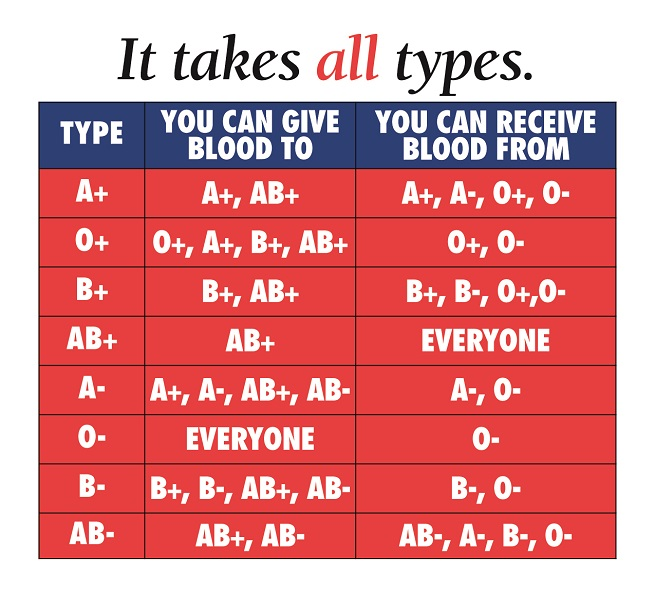 It takes all types.
TYPE YOU CAN GIVE BLOOD TO YOU CAN RECEIVE BLOOD FROM
A+ A+, AB+ A+, A-, O+, O-
O+ O+, A+, B+, AB+ O+, O-
B+ B+, AB+ B+, B-, O+,O-
AB+ AB+ EVERYONE
A- A+, A-, AB+, AB- A-, O-
O- EVERYONE O-
B- B+, B-, AB+, AB- B-, O-
AB- AB+, AB- AB-, A-, B-, O-